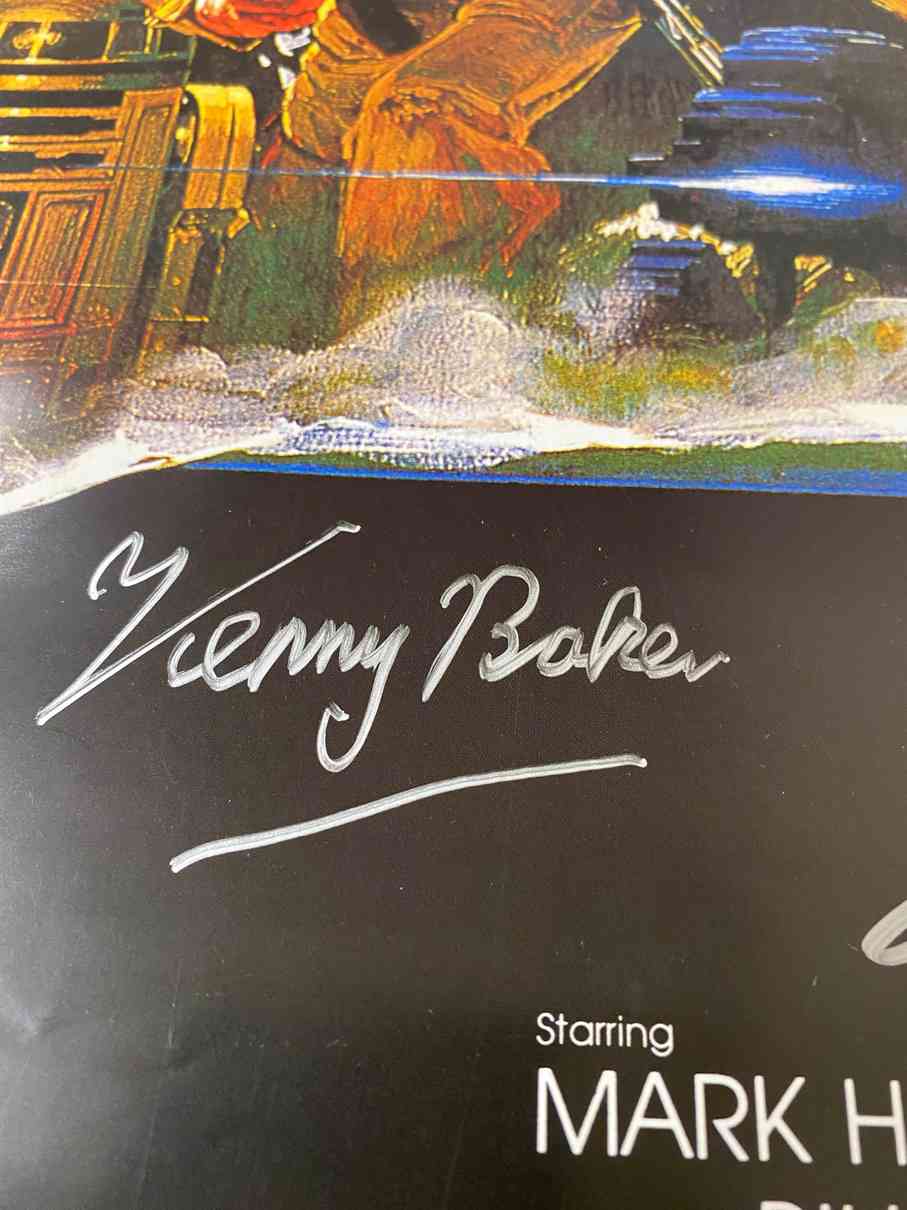 Kenny Baker
Starring
MARK H